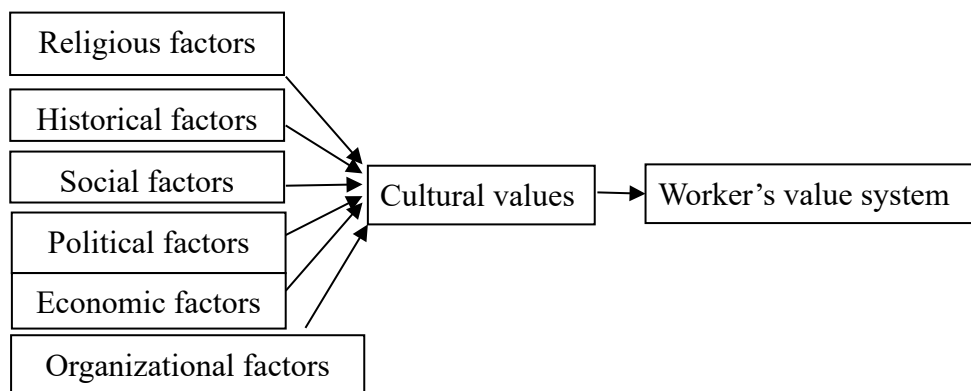 Religious factors
Historical factors
Social factors
Political factors
Economic factors
Organizational factors
Cultural values
Worker’s value system